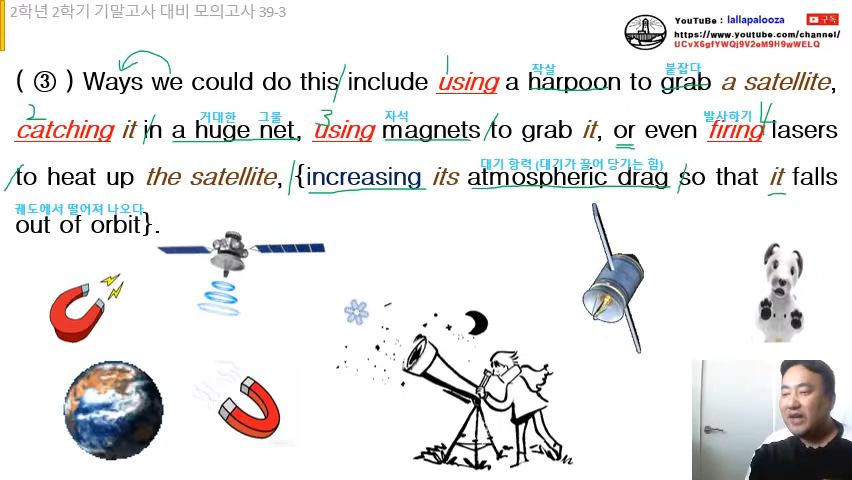 2학년 2학기 기말고사 대비 모의고사 39-3
YouTuBe : lallapalooza
구독
https://www.youtube.com/channel/
UCvX6gfYWQj9V2eM9H9wWELQ
작살 붙잡다
1
( ③ ) Ways we could do this include using a harpoon to grab a satellite,
2 거대한 그물 3 자석 발사하기 4
catching it in a huge net, using magnets to grab it, or even firing lasers
대기 항력 (대기가 끌어 당기는 힘)
to heat up the satellite, {increasing its atmospheric drag so that it falls
궤도에서 떨어져 나오다
out of orbit}.